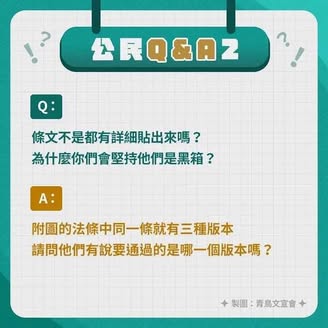 公民Q&A2
Q：
條文不是都有詳細貼出來嗎？
為什麼你們會堅持他們是黑箱？
A：
附圖的法條中同一條就有三種版本
請問他們有說要通過的是哪一個版本嗎？
製圖：青鳥文宣會